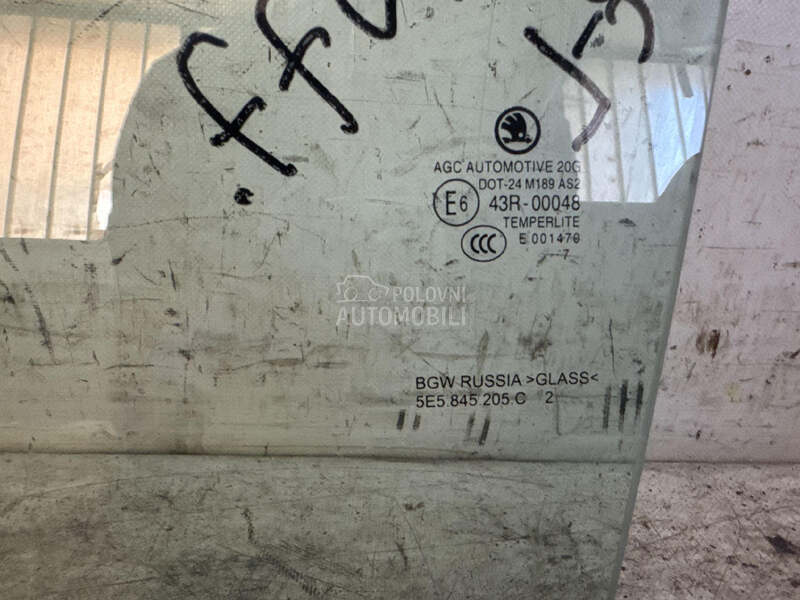 AGC AUTOMOTIVE 20G
DOT-24 M189 AS2
E6 43R-00048
TEMPERLITE
CCC E 001470
7
POLOVNI
AUTOMOBILI
BGW RUSSIA >GLASS<
5E5.845.205.C 2